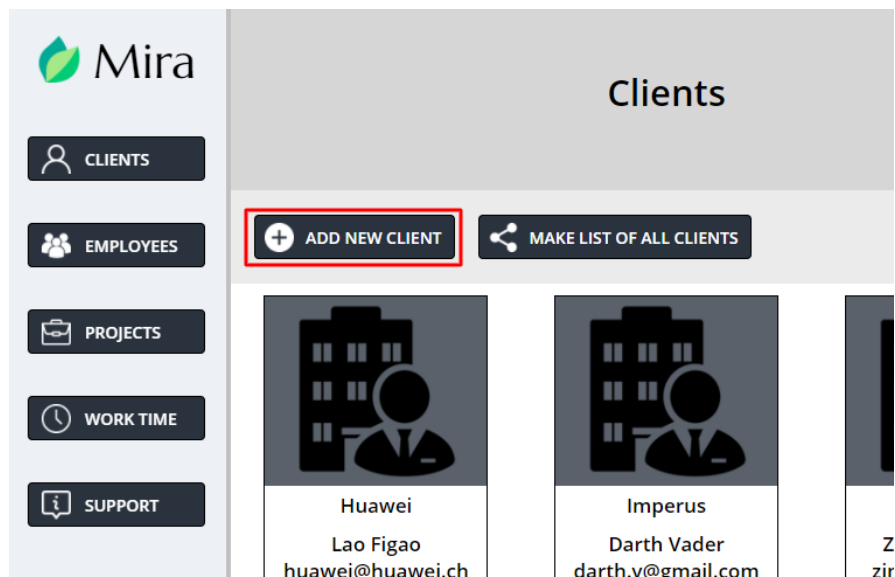 Mira
Clients
CLIENTS
EMPLOYEES
PROJECTS
WORK TIME
SUPPORT
ADD NEW CLIENT
MAKE LIST OF ALL CLIENTS
Huawei
Lao Figao
huawei@huawei.ch
Imperus
Darth Vader
darth.v@gmail.com